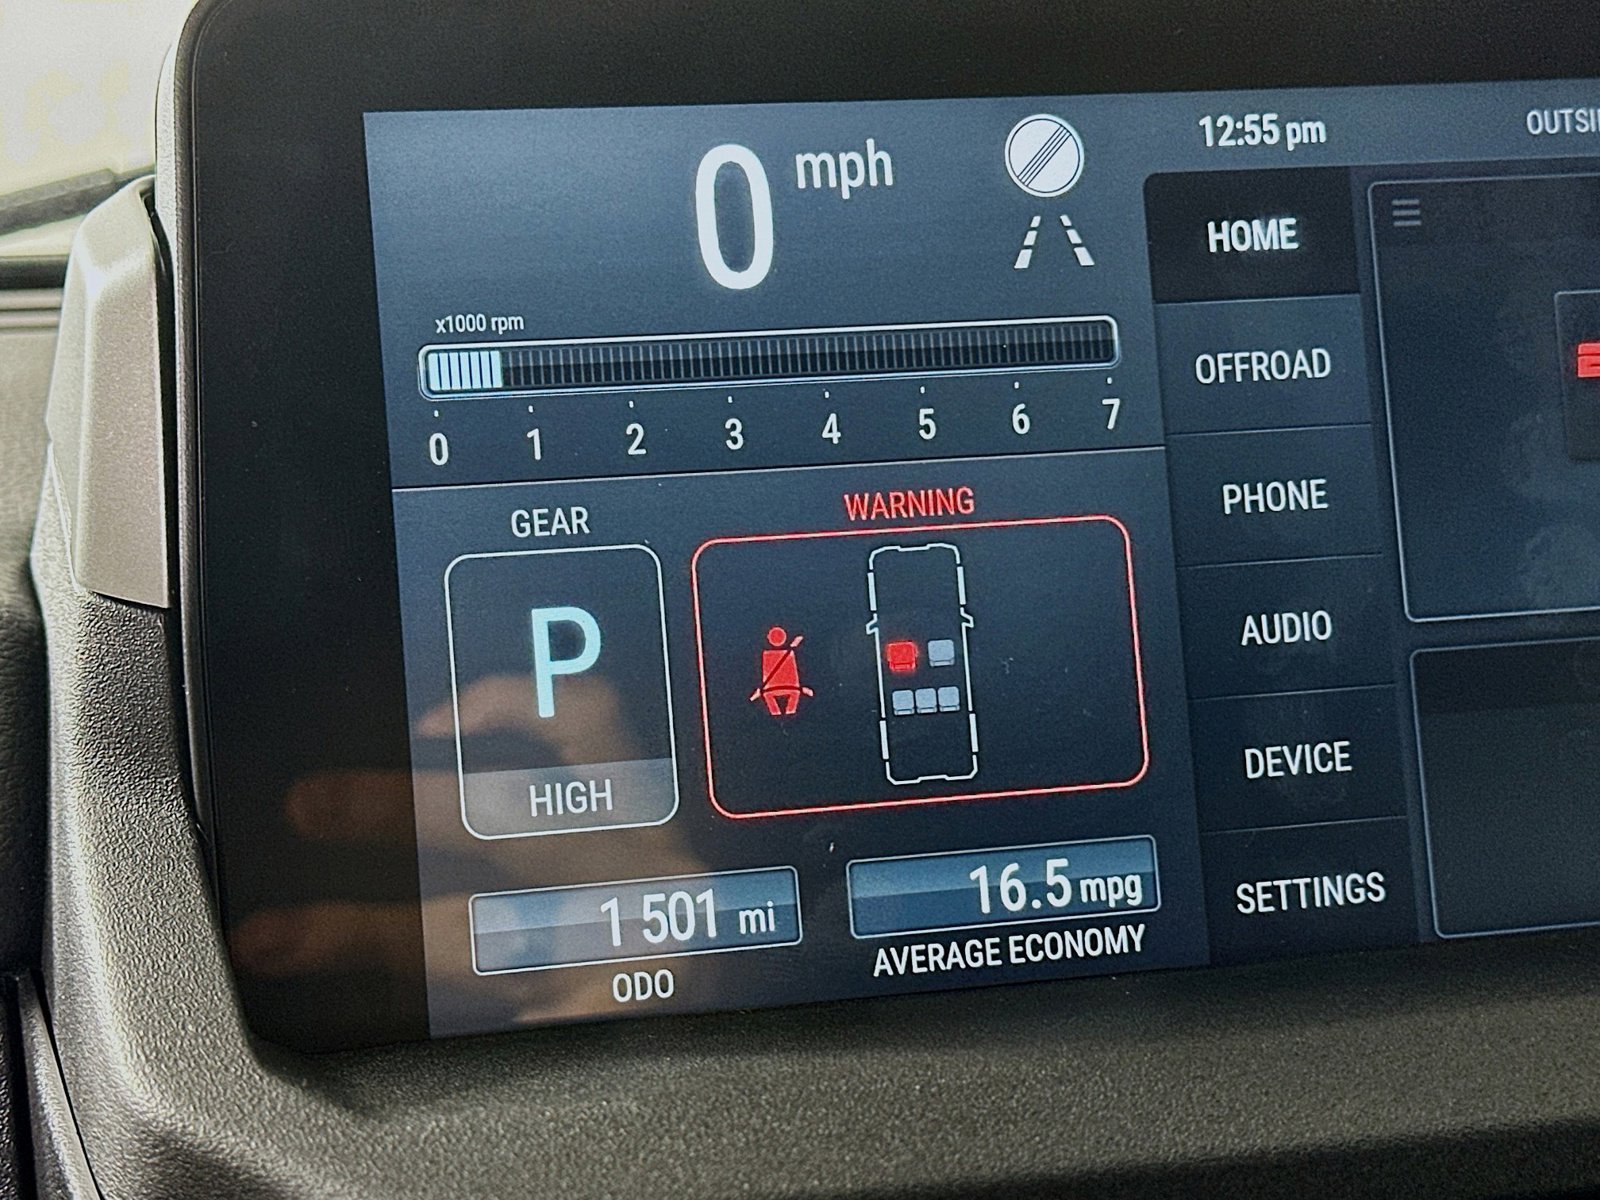 0 mph
12:55 pm
x1000 rpm
0 1 2 3 4 5 6 7
GEAR
P
HIGH
WARNING
1 501 mi
ODO
16.5 mpg
AVERAGE ECONOMY
HOME
OFFROAD
PHONE
AUDIO
DEVICE
SETTINGS